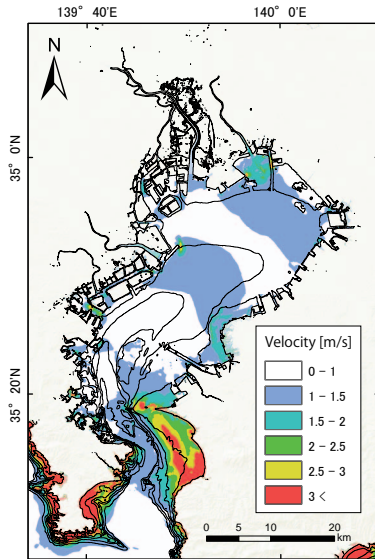 139° 40'E
140° 0'E
N
35° 0'N
Velocity [m/s]
0 - 1
1 - 1.5
1.5 - 2
2 - 2.5
2.5 - 3
3 <
35° 20'N
0 10 20
km